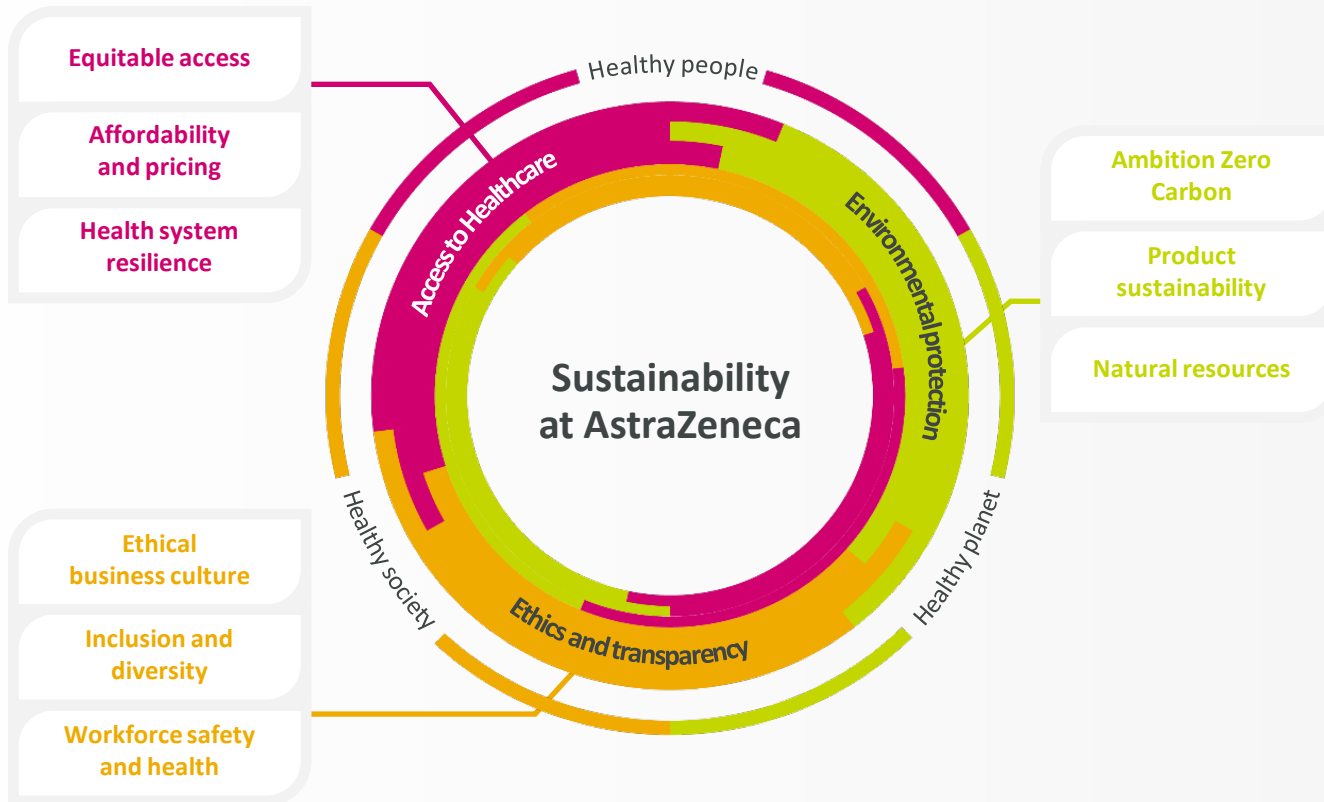 Equitable access
Affordability
and pricing
Health system
resilience
Healthy people
Access to Healthcare
Environmental protection
Ambition Zero
Carbon
Product
sustainability
Natural resources
Sustainability
at AstraZeneca
Healthy society
Healthy planet
Ethics and transparency
Ethical
business culture
Inclusion and
diversity
Workforce safety
and health